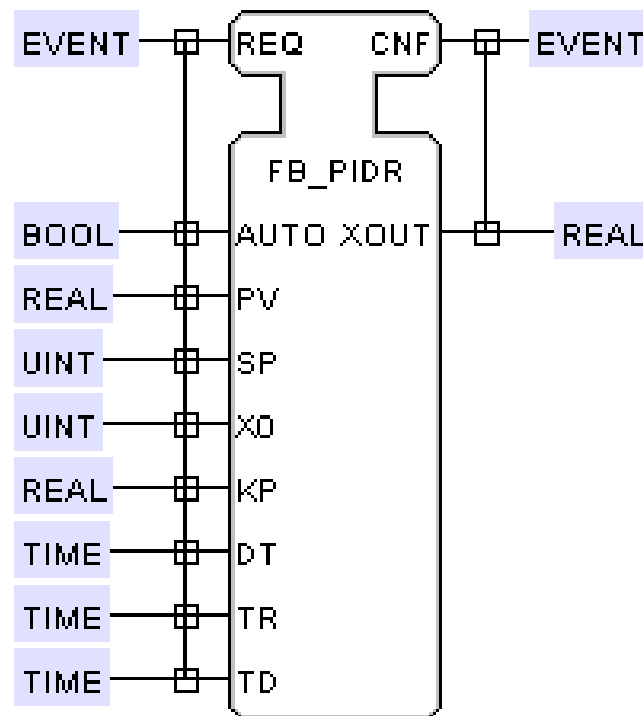 EVENT REQ CNF EVENT
FB_PIDR
BOOL AUTO XOUT REAL
REAL PV
UINT SP
UINT X0
REAL KP
TIME DT
TIME TR
TIME TD